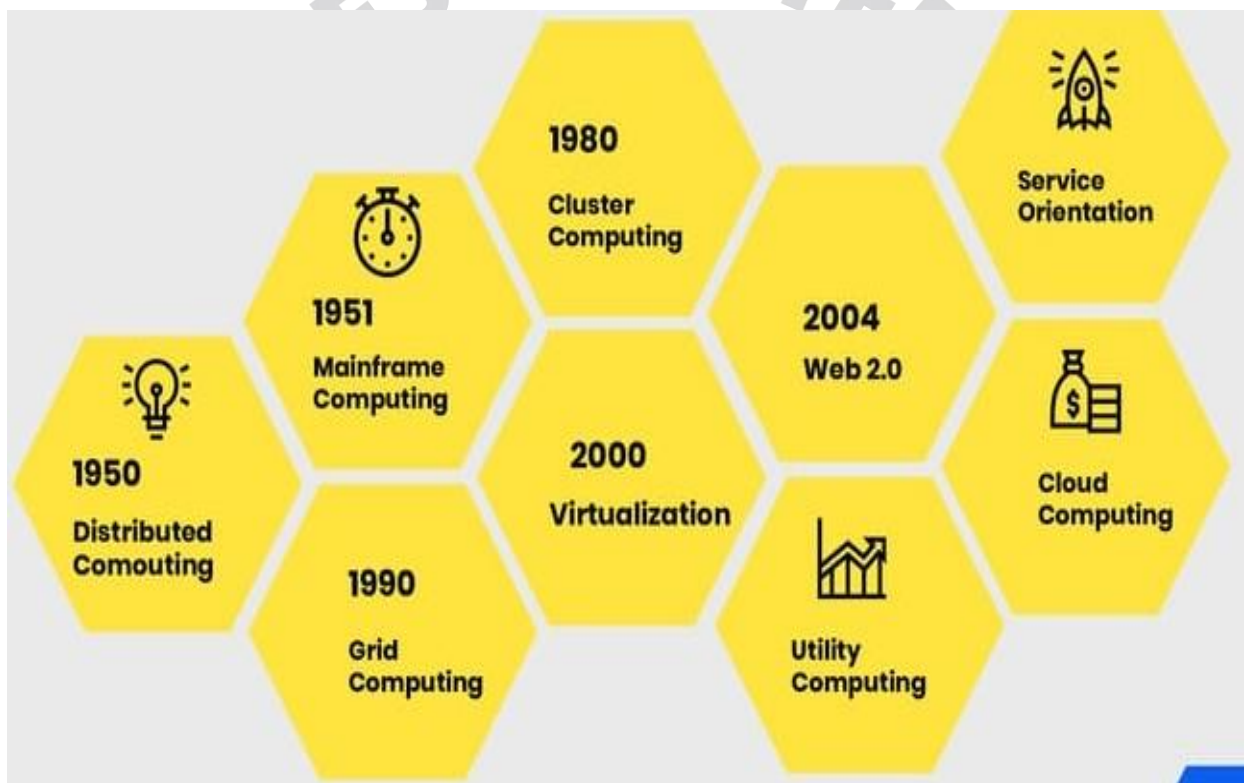 1950
Distributed
Comouting
1951
Mainframe
Computing
1980
Cluster
Computing
1990
Grid
Computing
2000
Virtualization
2004
Web 2.0
Utility
Computing
Service
Orientation
$
Cloud
Computing